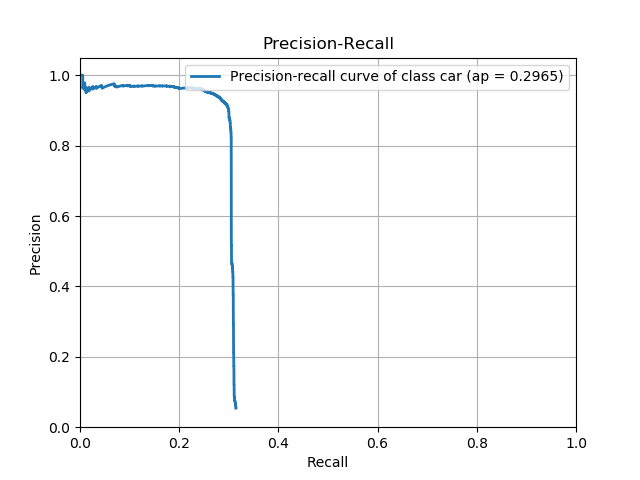 Precision-Recall
Precision-recall curve of class car (ap = 0.2965)
1.0
0.8
0.6
0.4
0.2
0.0
Precision
0.0 0.2 0.4 0.6 0.8 1.0
Recall